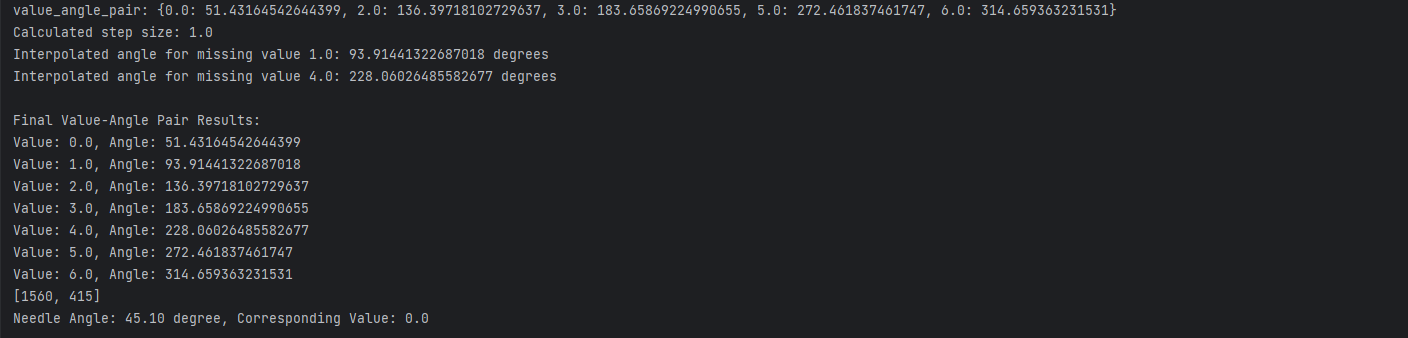 value_angle_pair: {0.0: 51.43164542644399, 2.0: 136.39718102729637, 3.0: 183.65869224990655, 5.0: 272.461837461747, 6.0: 314.659363231531}
Calculated step size: 1.0
Interpolated angle for missing value 1.0: 93.91441322687018 degrees
Interpolated angle for missing value 4.0: 228.06026485582677 degrees
Final Value-Angle Pair Results:
Value: 0.0, Angle: 51.43164542644399
Value: 1.0, Angle: 93.91441322687018
Value: 2.0, Angle: 136.39718102729637
Value: 3.0, Angle: 183.65869224990655
Value: 4.0, Angle: 228.06026485582677
Value: 5.0, Angle: 272.461837461747
Value: 6.0, Angle: 314.659363231531
[1560, 415]
Needle Angle: 45.10 degree, Corresponding Value: 0.0